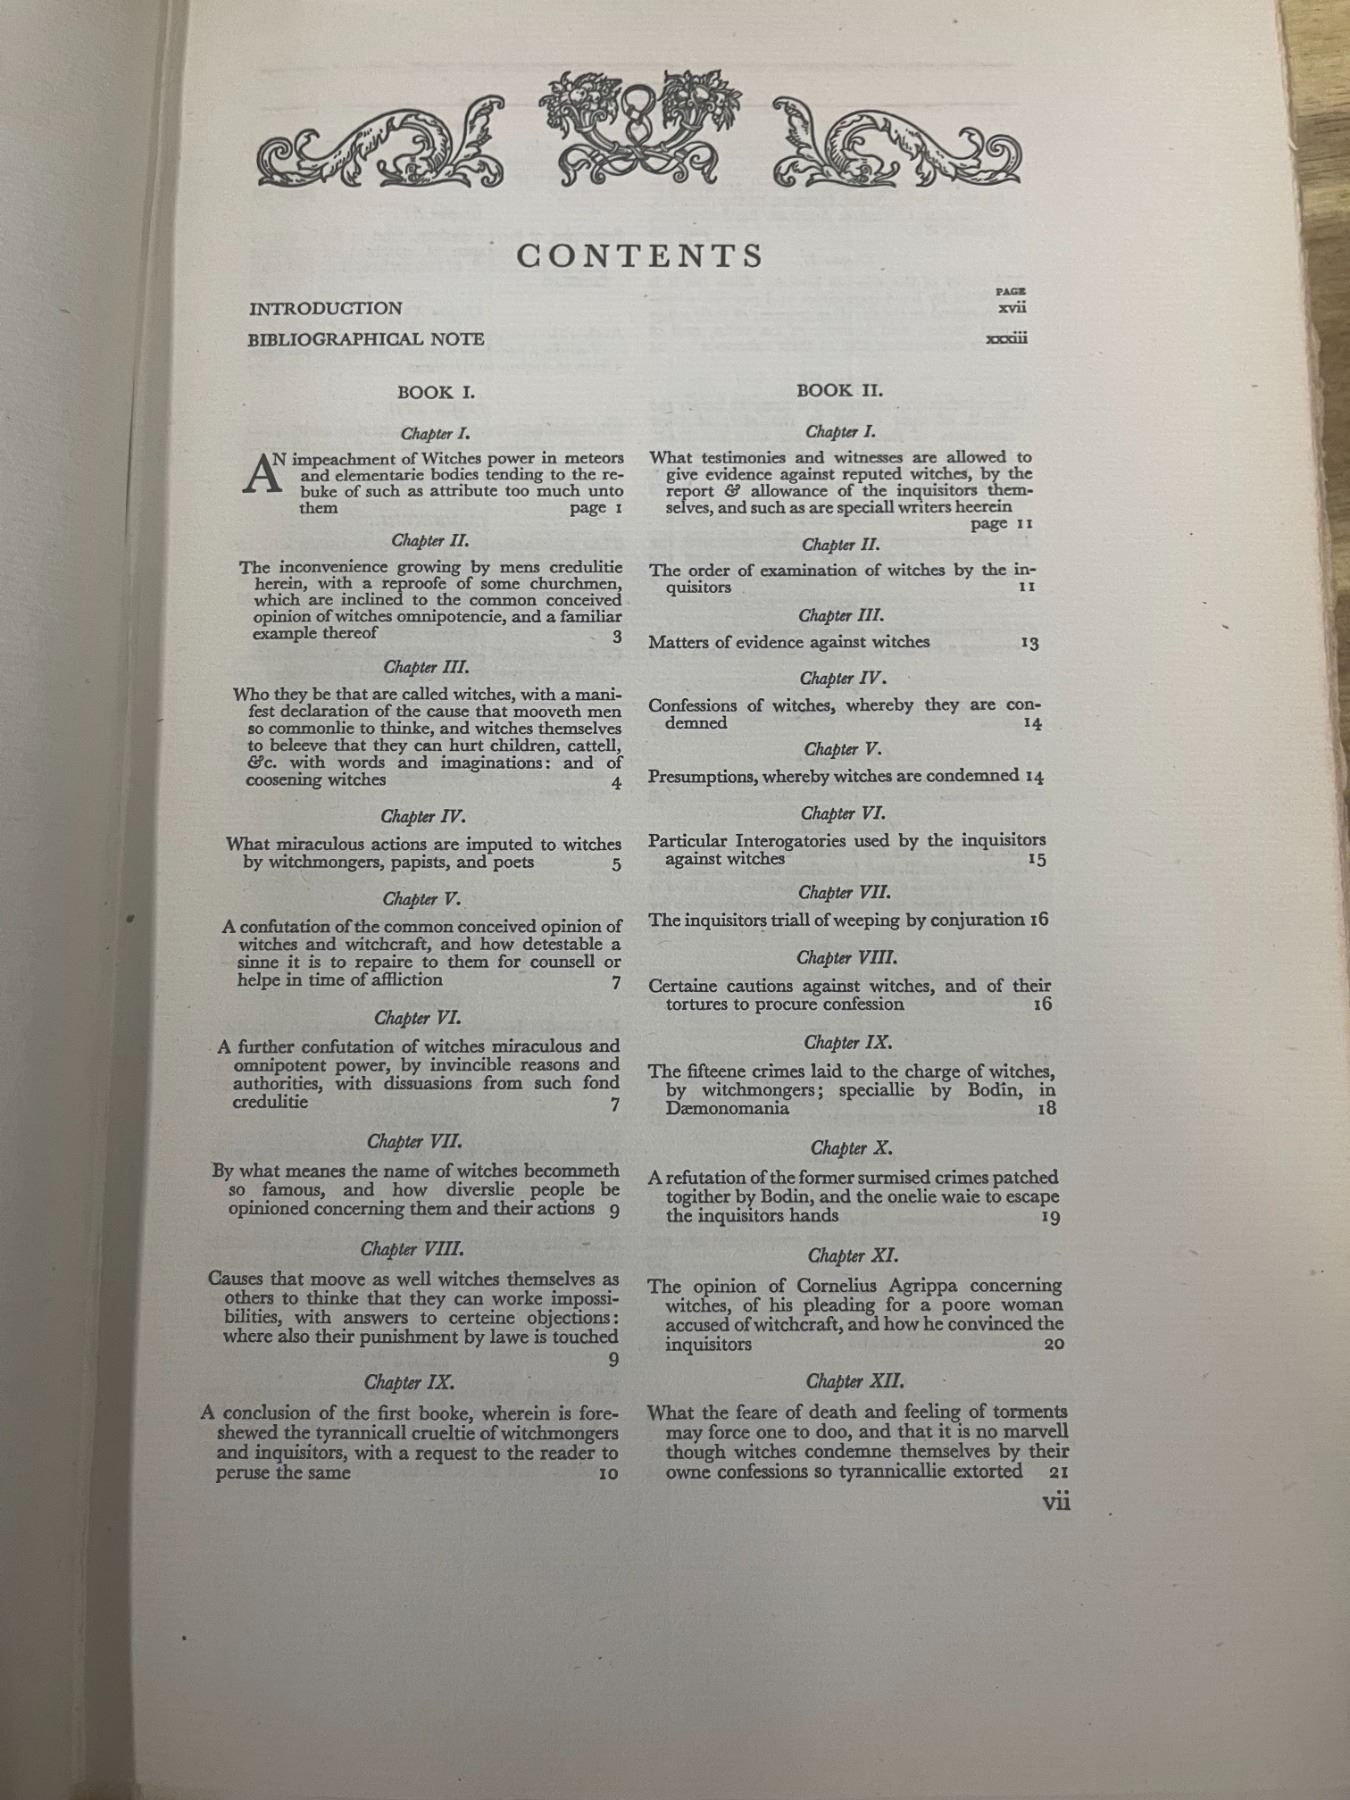 CONTENTS
PAGE
INTRODUCTION xvii
BIBLIOGRAPHICAL NOTE xxxiii
BOOK I.
Chapter I.
AN impeachment of Witches power in meteors
and elementarie bodies tending to the re-
buke of such as attribute too much unto
them page 1
Chapter II.
The inconvenience growing by mens credulitie
herein, with a reproofe of some churchmen,
which are inclined to the common conceived
opinion of witches omnipotencie, and a familiar
example thereof 3
Chapter III.
Who they be that are called witches, with a mani-
fest declaration of the cause that mooveth men
so commonlie to thinke, and witches themselves
to beleeve that they can hurt children, cattell,
&c. with words and imaginations: and of
coosening witches 4
Chapter IV.
What miraculous actions are imputed to witches
by witchmongers, papists, and poets 5
Chapter V.
A confutation of the common conceived opinion of
witches and witchcraft, and how detestable a
sinne it is to repaire to them for counsell or
helpe in time of affliction 7
Chapter VI.
A further confutation of witches miraculous and
omnipotent power, by invincible reasons and
authorities, with dissuasions from such fond
credulitie 7
Chapter VII.
By what meanes the name of witches becommeth
so famous, and how diverslie people be
opinioned concerning them and their actions 9
Chapter VIII.
Causes that moove as well witches themselves as
others to thinke that they can worke impossi-
bilities, with answers to certeine objections:
where also their punishment by lawe is touched
9
Chapter IX.
A conclusion of the first booke, wherein is fore-
shewed the tyrannicall crueltie of witchmongers
and inquisitors, with a request to the reader to
peruse the same 10
BOOK II.
Chapter I.
What testimonies and witnesses are allowed to
give evidence against reputed witches, by the
report & allowance of the inquisitors them-
selves, and such as are speciall writers heerein
page 11
Chapter II.
The order of examination of witches by the in-
quisitors 11
Chapter III.
Matters of evidence against witches 13
Chapter IV.
Confessions of witches, whereby they are con-
demned 14
Chapter V.
Presumptions, whereby witches are condemned 14
Chapter VI.
Particular Interogatories used by the inquisitors
against witches 15
Chapter VII.
The inquisitors triall of weeping by conjuration 16
Chapter VIII.
Certaine cautions against witches, and of their
tortures to procure confession 16
Chapter IX.
The fifteene crimes laid to the charge of witches,
by witchmongers; speciallie by Bodin, in
Dæmonomania 18
Chapter X.
A refutation of the former surmised crimes patched
togither by Bodin, and the onelie waie to escape
the inquisitors hands 19
Chapter XI.
The opinion of Cornelius Agrippa concerning
witches, of his pleading for a poore woman
accused of witchcraft, and how he convinced the
inquisitors 20
Chapter XII.
What the feare of death and feeling of torments
may force one to doo, and that it is no marvell
though witches condemne themselves by their
owne confessions so tyrannicallie extorted 21
vii